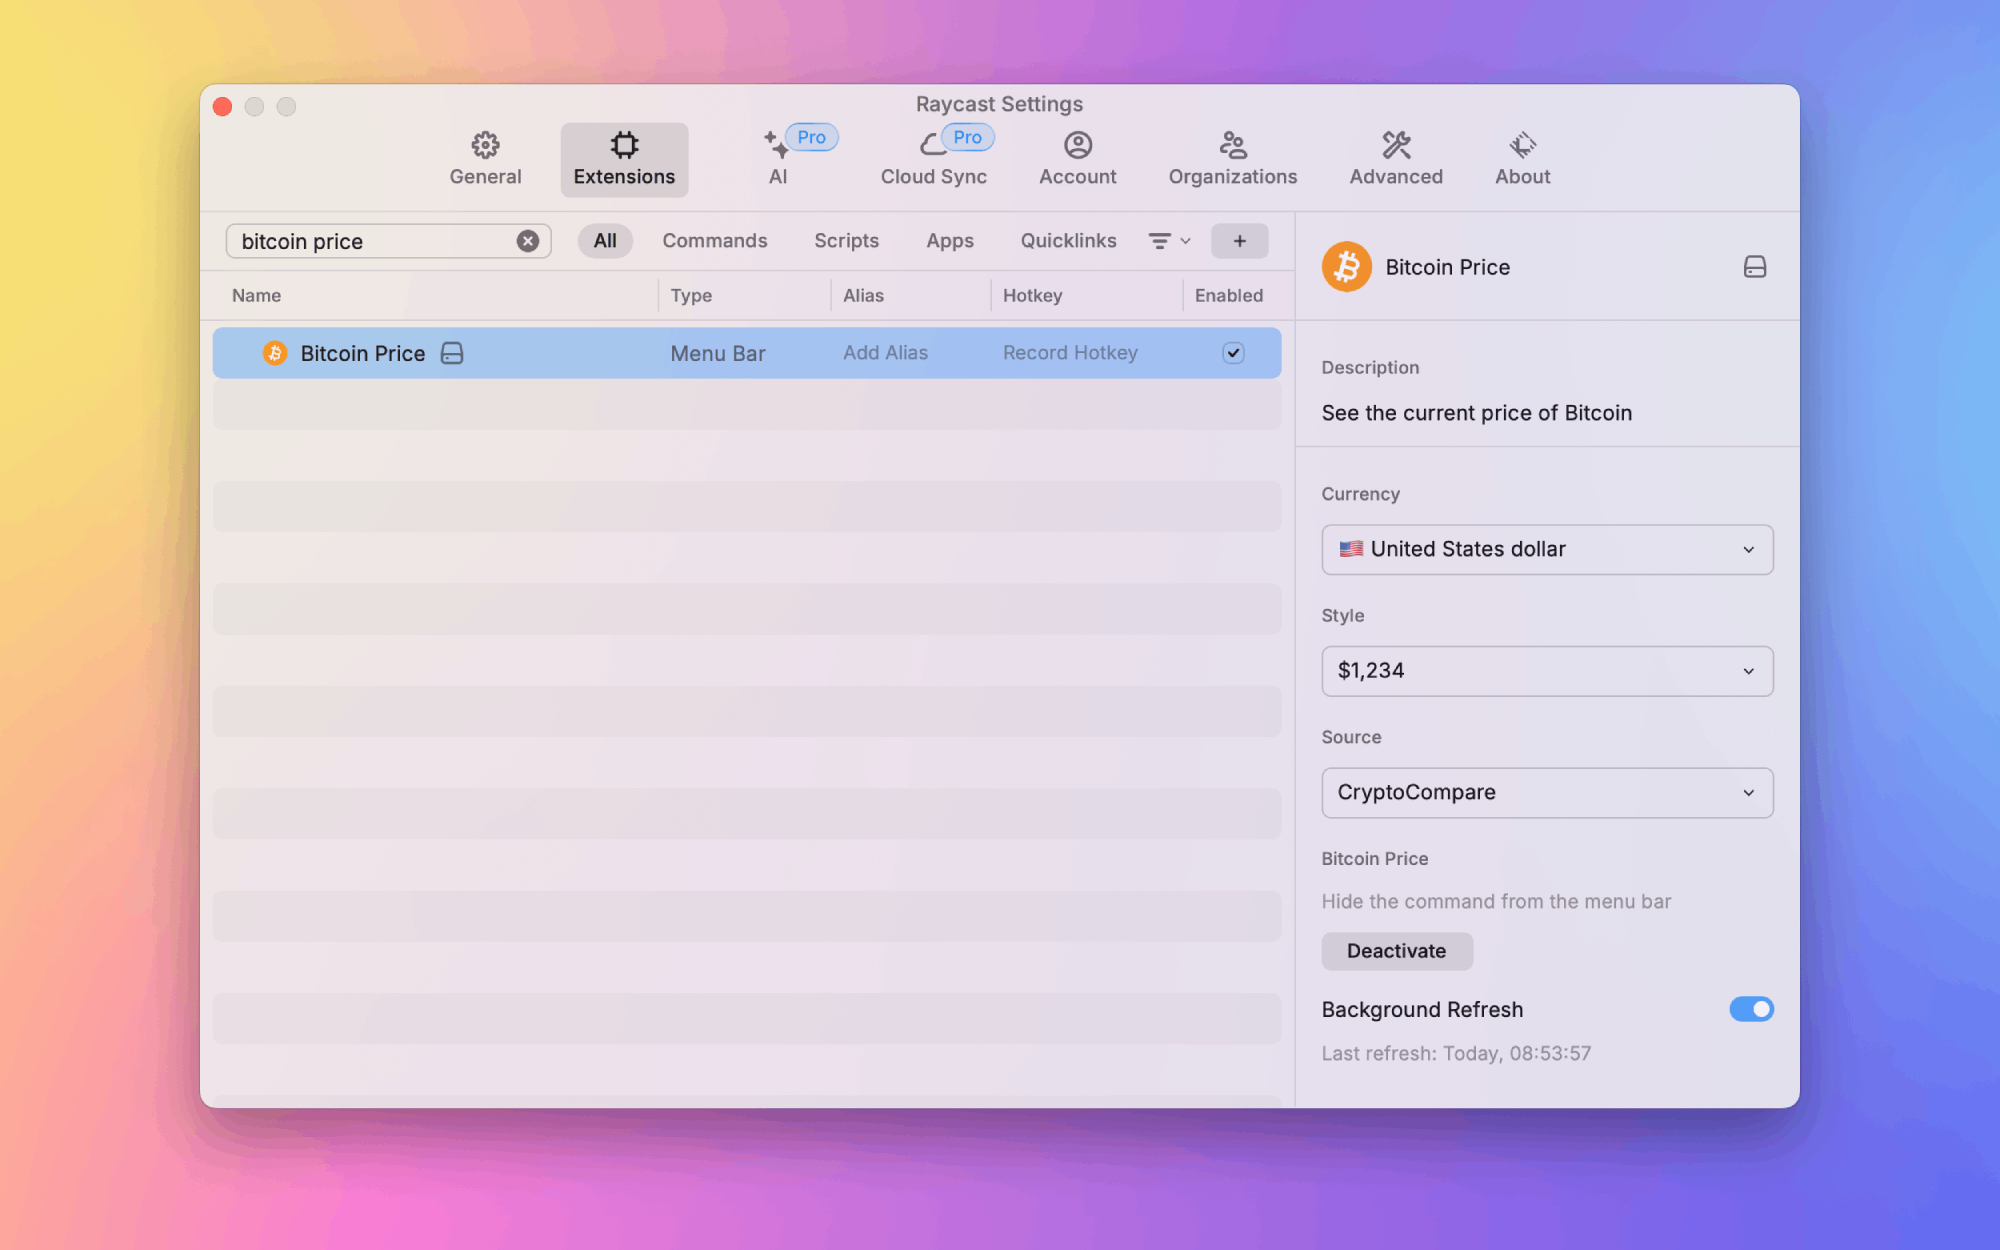 Raycast Settings
General
Extensions
Pro
AI
Pro
Cloud Sync
Account
Organizations
Advanced
About
bitcoin price
All
Commands
Scripts
Apps
Quicklinks
+
Name
Type
Alias
Hotkey
Enabled
Bitcoin Price
Menu Bar
Add Alias
Record Hotkey
Bitcoin Price
Description
See the current price of Bitcoin
Currency
🇺🇸 United States dollar
Style
$1,234
Source
CryptoCompare
Bitcoin Price
Hide the command from the menu bar
Deactivate
Background Refresh
Last refresh: Today, 08:53:57